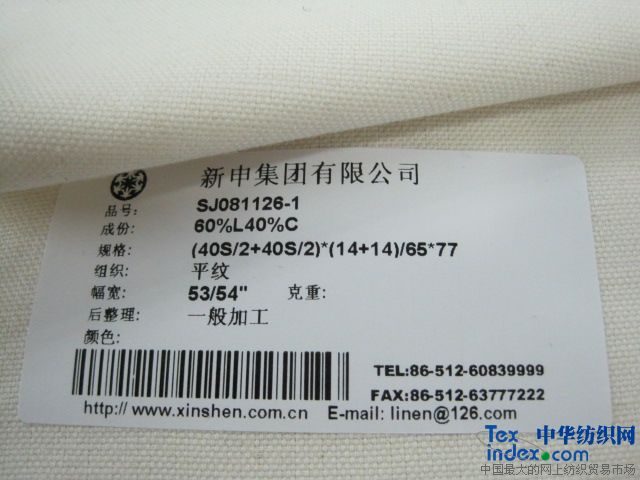 新申集团有限公司
品号: SJ081126-1
成份: 60%L40%C
规格: (40S/2+40S/2)*(14+14)/65*77
组织: 平纹
幅宽: 53/54" 克重:
后整理: 一般加工
颜色:
TEL:86-512-60839999
FAX:86-512-63777222
http://www.xinshen.com.cn E-mail: linen@126.com
Tex 中华纺织网
index.com
中国最大的网上纺织贸易市场